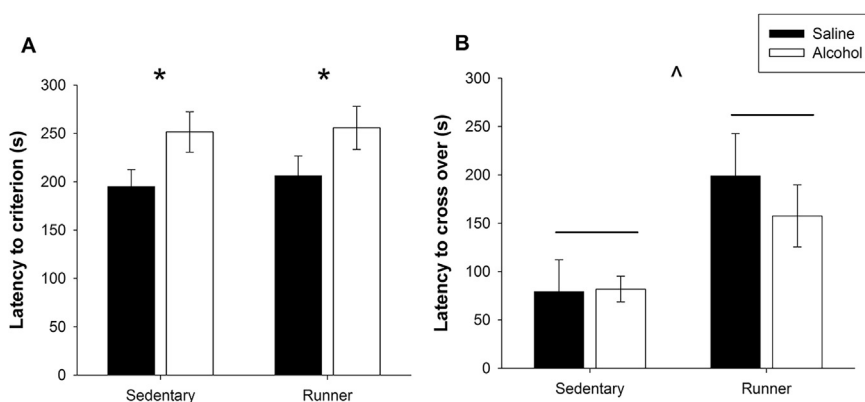 A
*
*
Latency to criterion (s)
300
250
200
150
100
50
0
Sedentary
Runner
Saline
Alcohol
B
^
Latency to cross over (s)
300
250
200
150
100
50
0
Sedentary
Runner